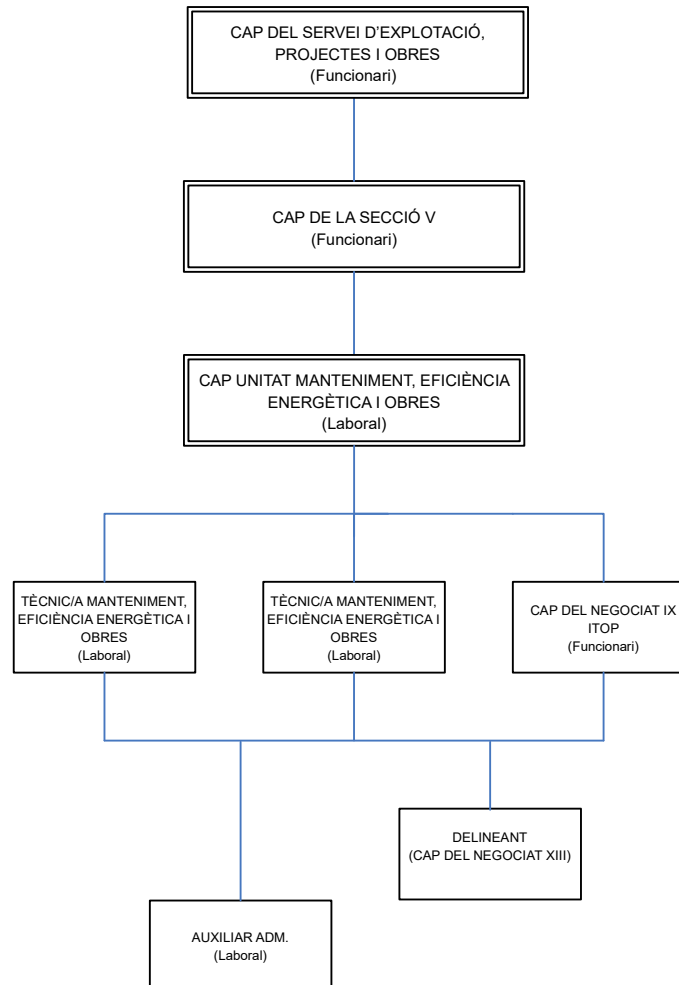 CAP DEL SERVEI D'EXPLOTACIÓ,
PROJECTES I OBRES
(Funcionari)
CAP DE LA SECCIÓ V
(Funcionari)
CAP UNITAT MANTENIMENT, EFICIÈNCIA
ENERGÈTICA I OBRES
(Laboral)
TÈCNIC/A MANTENIMENT,
EFICIÈNCIA ENERGÈTICA I
OBRES
(Laboral)
TÈCNIC/A MANTENIMENT,
EFICIÈNCIA ENERGÈTICA I
OBRES
(Laboral)
CAP DEL NEGOCIAT IX
ITOP
(Funcionari)
DELINEANT
(CAP DEL NEGOCIAT XIII)
AUXILIAR ADM.
(Laboral)